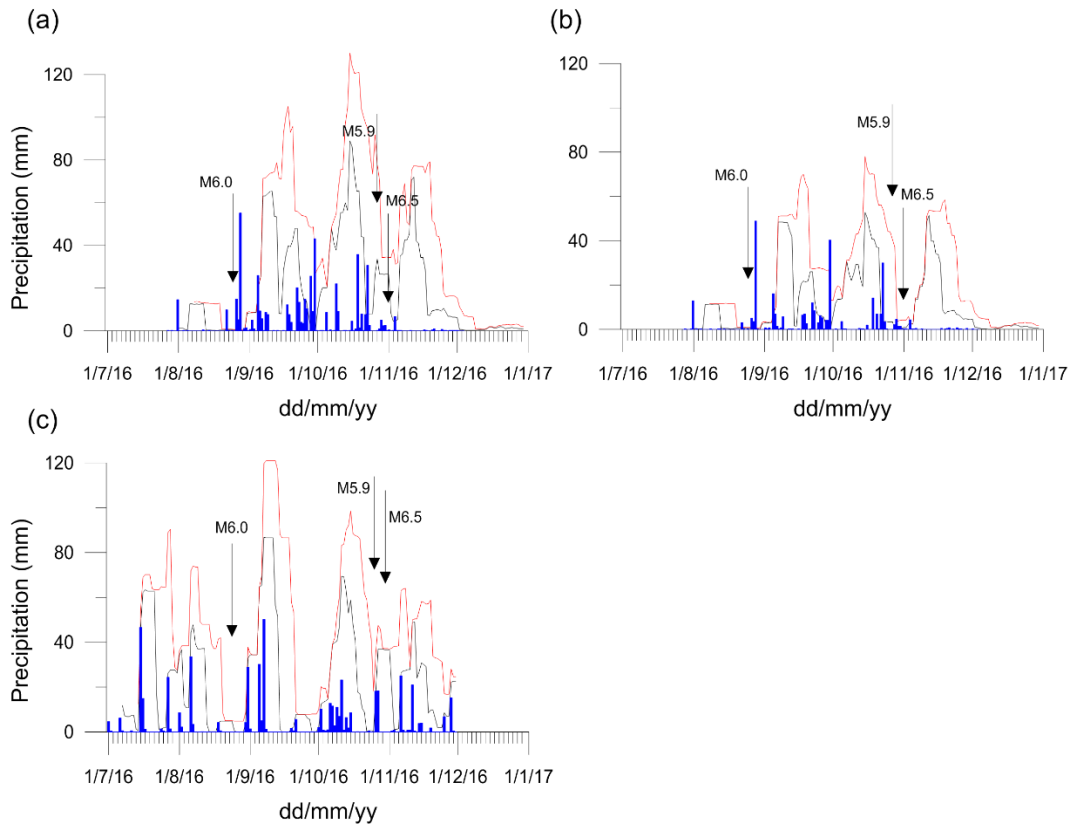 (a)
Precipitation (mm)
120
80
40
0
M6.0
M5.9
M6.5
1/7/16 1/8/16 1/9/16 1/10/16 1/11/16 1/12/16 1/1/17
dd/mm/yy
(b)
120
80
40
0
M6.0
M5.9
M6.5
1/7/16 1/8/16 1/9/16 1/10/16 1/11/16 1/12/16 1/1/17
dd/mm/yy
(c)
Precipitation (mm)
120
80
40
0
M6.0
M5.9
M6.5
1/7/16 1/8/16 1/9/16 1/10/16 1/11/16 1/12/16 1/1/17
dd/mm/yy